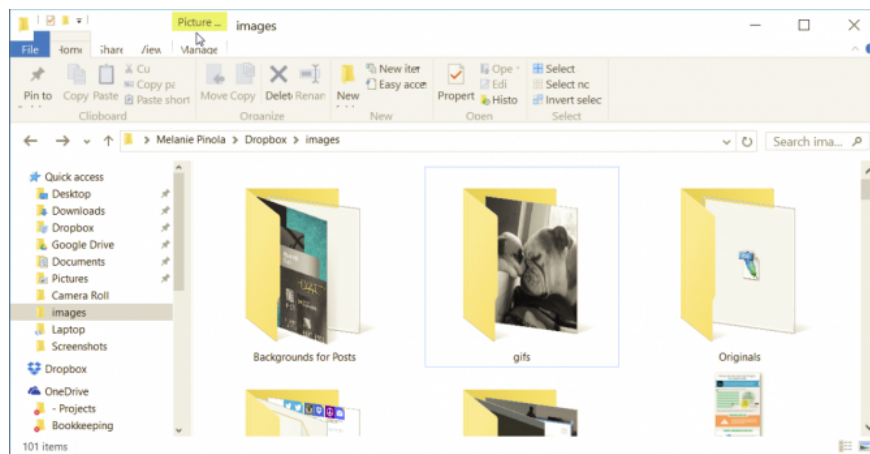 Picture ...
images
File Home Share View Manage
Pin to
Copy
Paste
Cu
Copy pa
Paste short
Clipboard
Move
Copy
Delet
Renan
Organize
New
New iter
Easy acce
New
Propert
Ope
Edi
Histo
Open
Select
Select nc
Invert selec
Select
Melanie Pinola > Dropbox > images
Search ima...
Quick access
Desktop
Downloads
Dropbox
Google Drive
Documents
Pictures
Camera Roll
images
Laptop
Screenshots
Dropbox
OneDrive
- Projects
Bookkeeping
Backgrounds for Posts
gifs
Originals
101 items